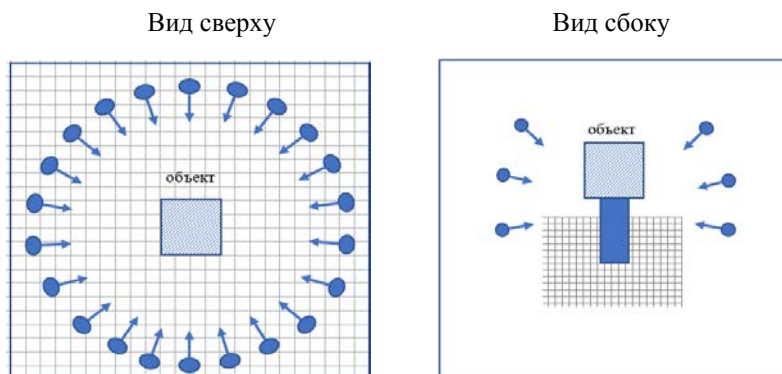 Вид сверху
Вид сбоку
объект
объект